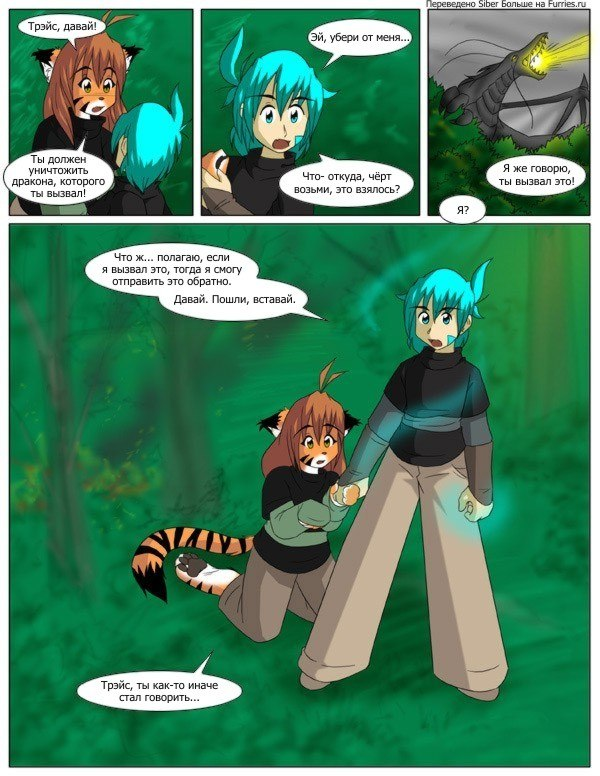 Переведено Siber Больше на Furries.ru
Трэйс, давай!
Ты должен
уничтожить
дракона, которого
ты вызвал!
Эй, убери от меня...
Что- откуда, чёрт
возьми, это взялось?
Я же говорю,
ты вызвал это!
Я?
Что ж... полагаю, если
я вызвал это, тогда я смогу
отправить это обратно.
Давай. Пошли, вставай.
Трэйс, ты как-то иначе
стал говорить...